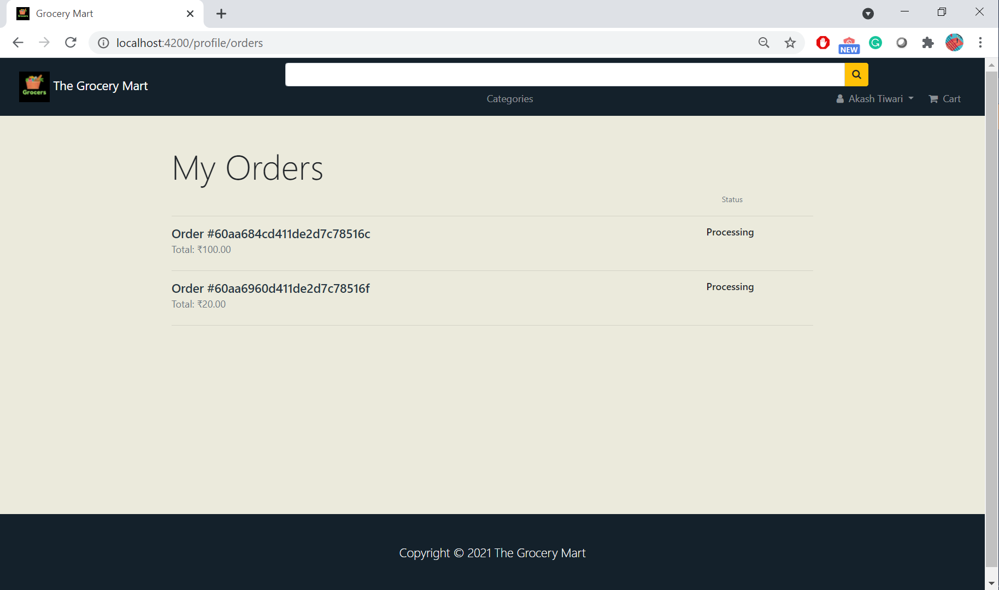 Grocery Mart
localhost:4200/profile/orders
NEW
Grocers
The Grocery Mart
Categories
Akash Tiwari
Cart
My Orders
Status
Order #60aa684cd411de2d7c78516c
Processing
Total: ₹100.00
Order #60aa6960d411de2d7c78516f
Processing
Total: ₹20.00
Copyright © 2021 The Grocery Mart